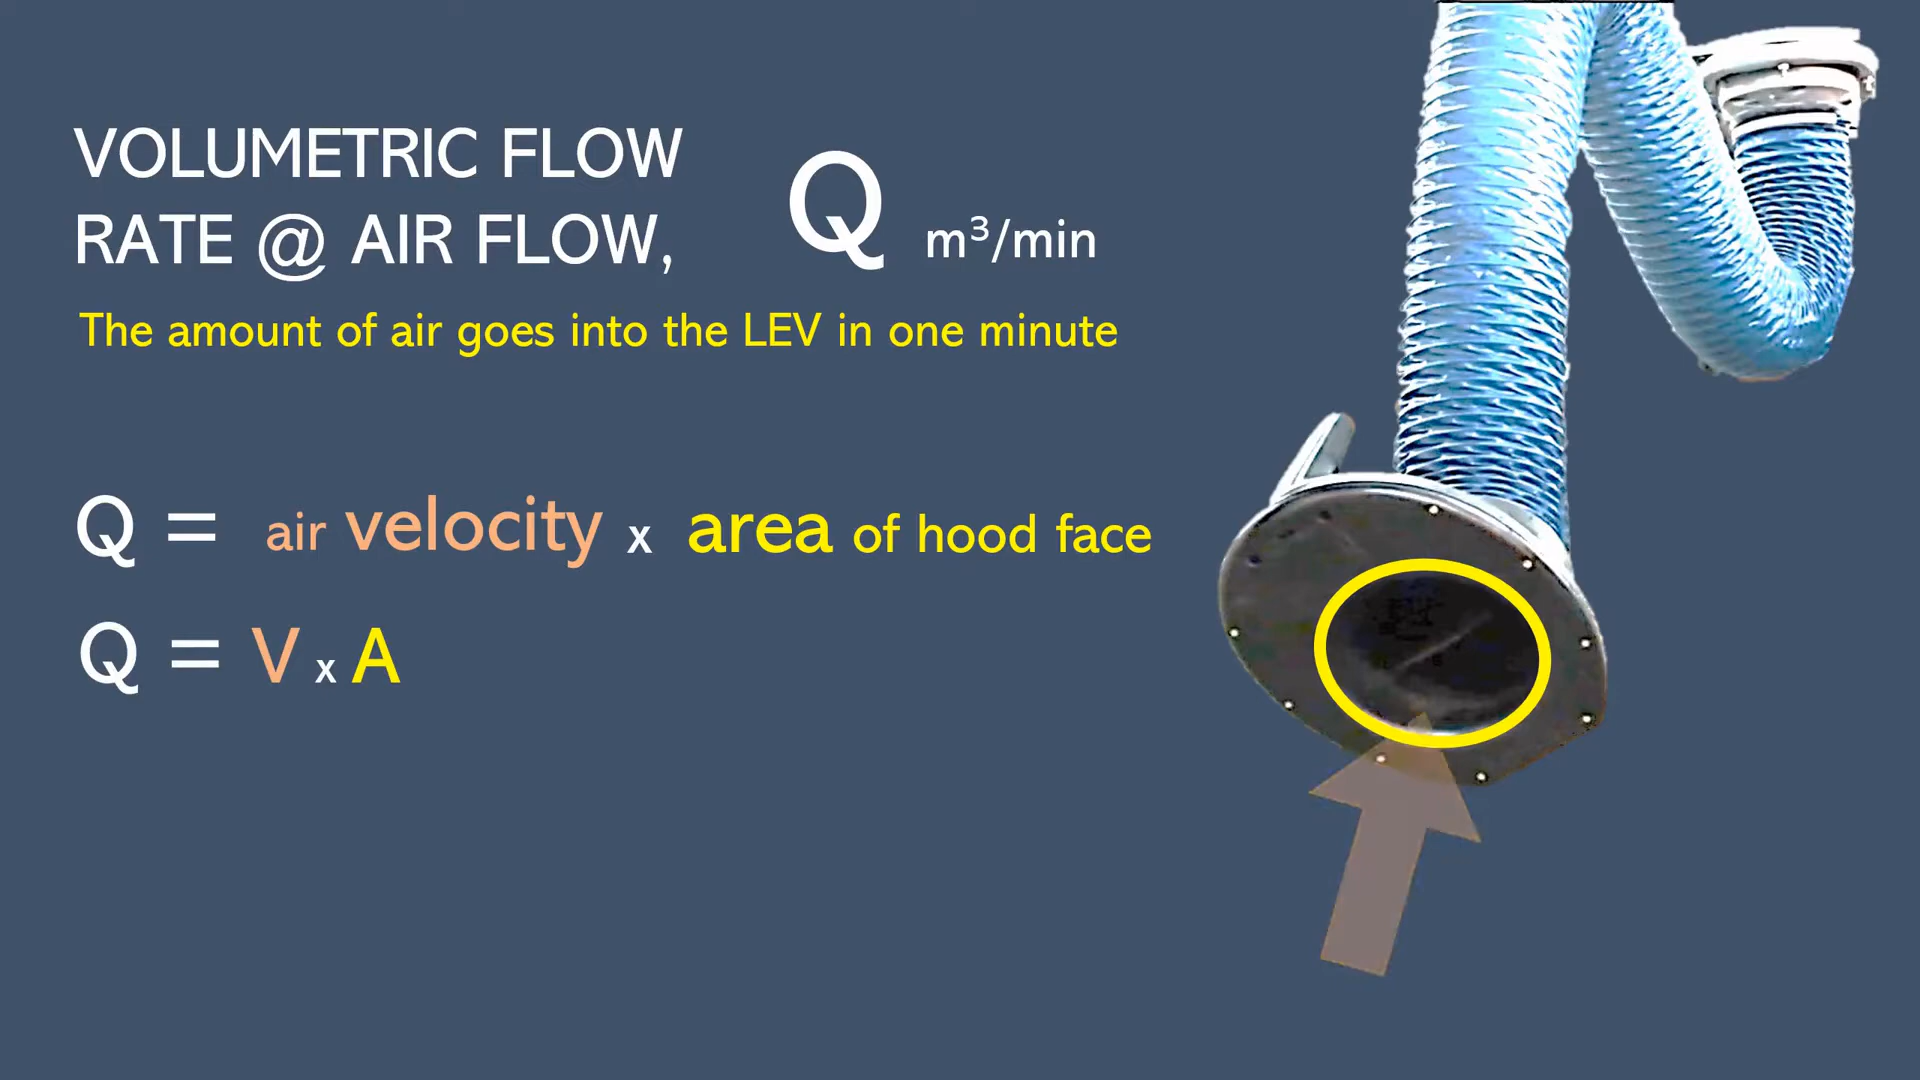 VOLUMETRIC FLOW
RATE @ AIR FLOW,
Q m³/min
The amount of air goes into the LEV in one minute
Q = air velocity x area of hood face
Q = V x A